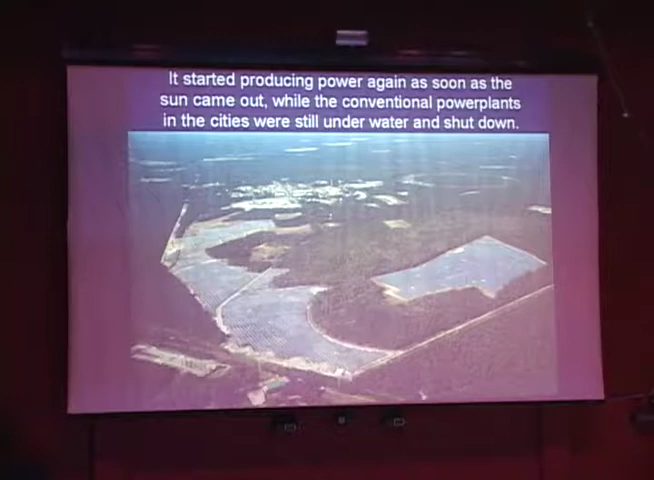 It started producing power again as soon as the
sun came out, while the conventional powerplants
in the cities were still under water and shut down.